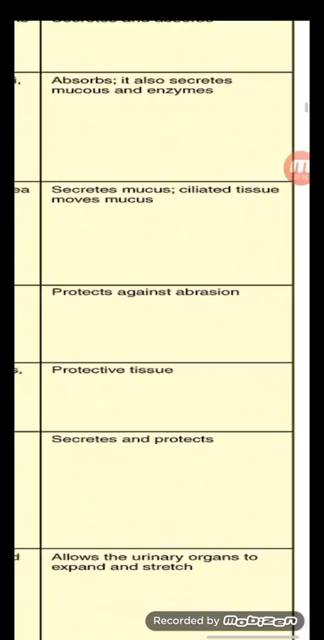 Absorbs; it also secretes
mucous and enzymes
ea
Secretes mucus; ciliated tissue
moves mucus
Protects against abrasion
s.
Protective tissue
Secretes and protects
d
Allows the urinary organs to
expand and stretch
Recorded by mobizen